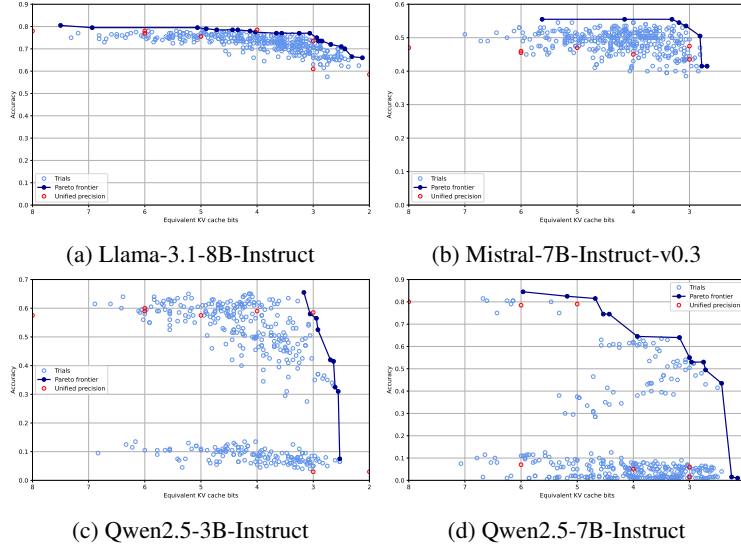 0.9
0.8
0.7
0.6
0.5
0.4
0.3
0.2
0.1
0.0
Accuracy
8 7 6 5 4 3 2
Equivalent KV cache bits
Trials
Pareto frontier
Unified precision
(a) Llama-3.1-8B-Instruct
0.6
0.5
0.4
0.3
0.2
0.1
0.0
Accuracy
8 7 6 5 4 3
Equivalent KV cache bits
Trials
Pareto frontier
Unified precision
(b) Mistral-7B-Instruct-v0.3
0.7
0.6
0.5
0.4
0.3
0.2
0.1
0.0
Accuracy
8 7 6 5 4 3 2
Equivalent KV cache bits
Trials
Pareto frontier
Unified precision
(c) Qwen2.5-3B-Instruct
0.9
0.8
0.7
0.6
0.5
0.4
0.3
0.2
0.1
0.0
Accuracy
8 7 6 5 4 3
Equivalent KV cache bits
Trials
Pareto frontier
Unified precision
(d) Qwen2.5-7B-Instruct